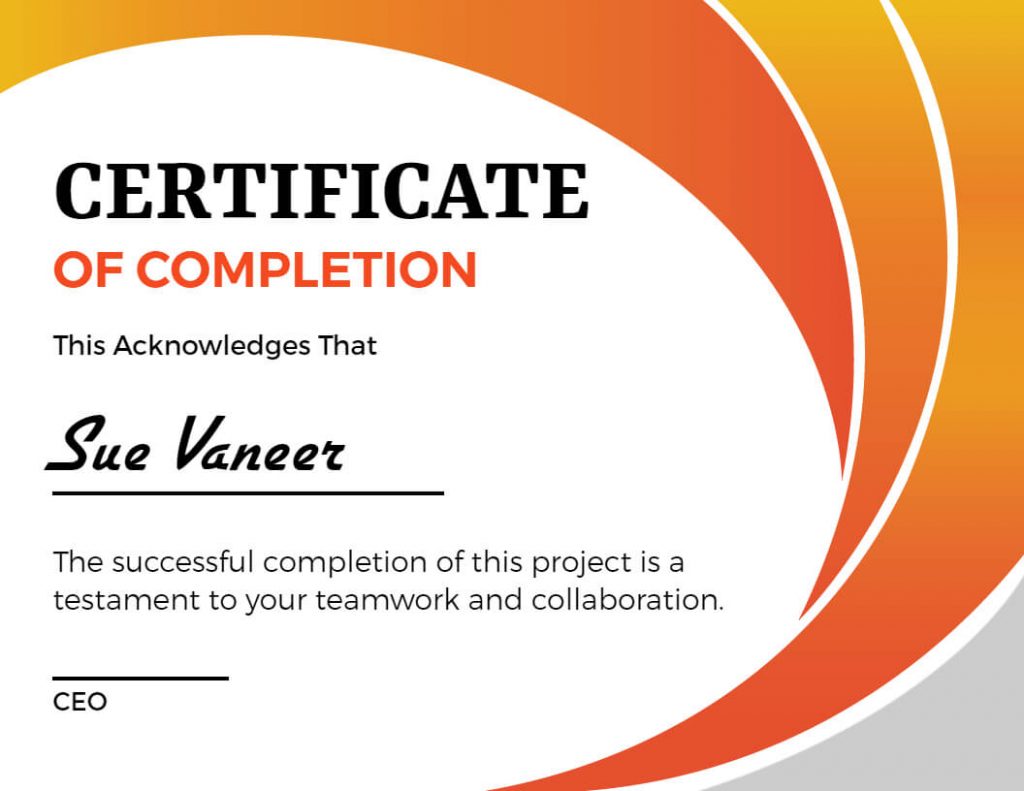 CERTIFICATE
OF COMPLETION
This Acknowledges That
Sue Vaneer
The successful completion of this project is a
testament to your teamwork and collaboration.
CEO